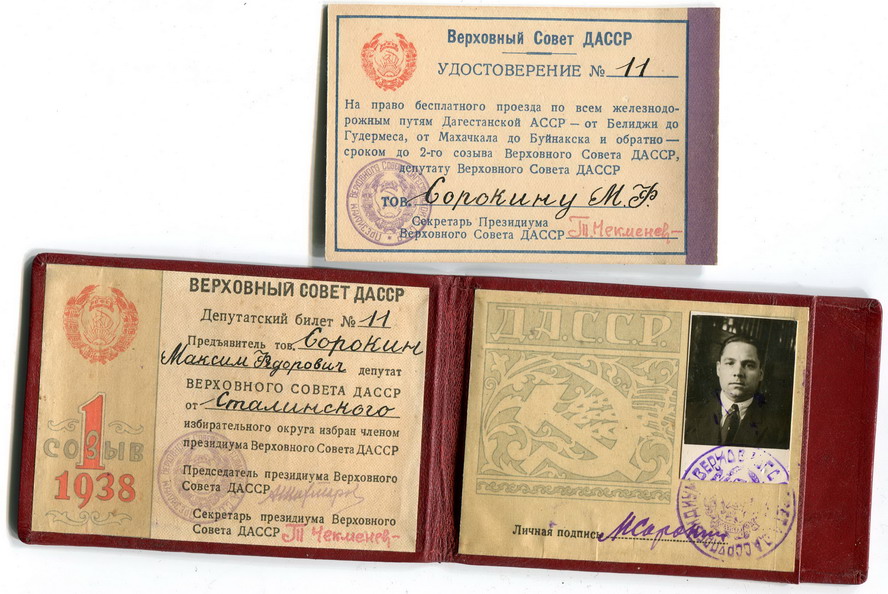 Верховный Совет ДАССР
УДОСТОВЕРЕНИЕ № 11
На право бесплатного проезда по всем железнодо-
рожным путям Дагестанской АССР — от Белиджи до
Гудермеса, от Махачкала до Буйнакска и обратно —
сроком до 2-го созыва Верховного Совета ДАССР,
депутату Верховного Совета ДАССР
тов. Сорокину М.Ф.
Секретарь Президиума
Верховного Совета ДАССР Т. Чекменев
ВЕРХОВНЫЙ СОВЕТ ДАССР
Депутатский билет № 11
Предъявитель тов. Сорокин
Максим Фдорович депутат
ВЕРХОВНОГО СОВЕТА ДАССР
от Сталинского
избирательного округа избран членом
президиума Верховного Совета ДАССР
Председатель президиума Верховного
Совета ДАССР
Секретарь президиума Верховного
Совета ДАССР Т Чекменев
1
СОЗЫВ
1938
Д.А.С.С.Р.
Личная подпись МСорокин